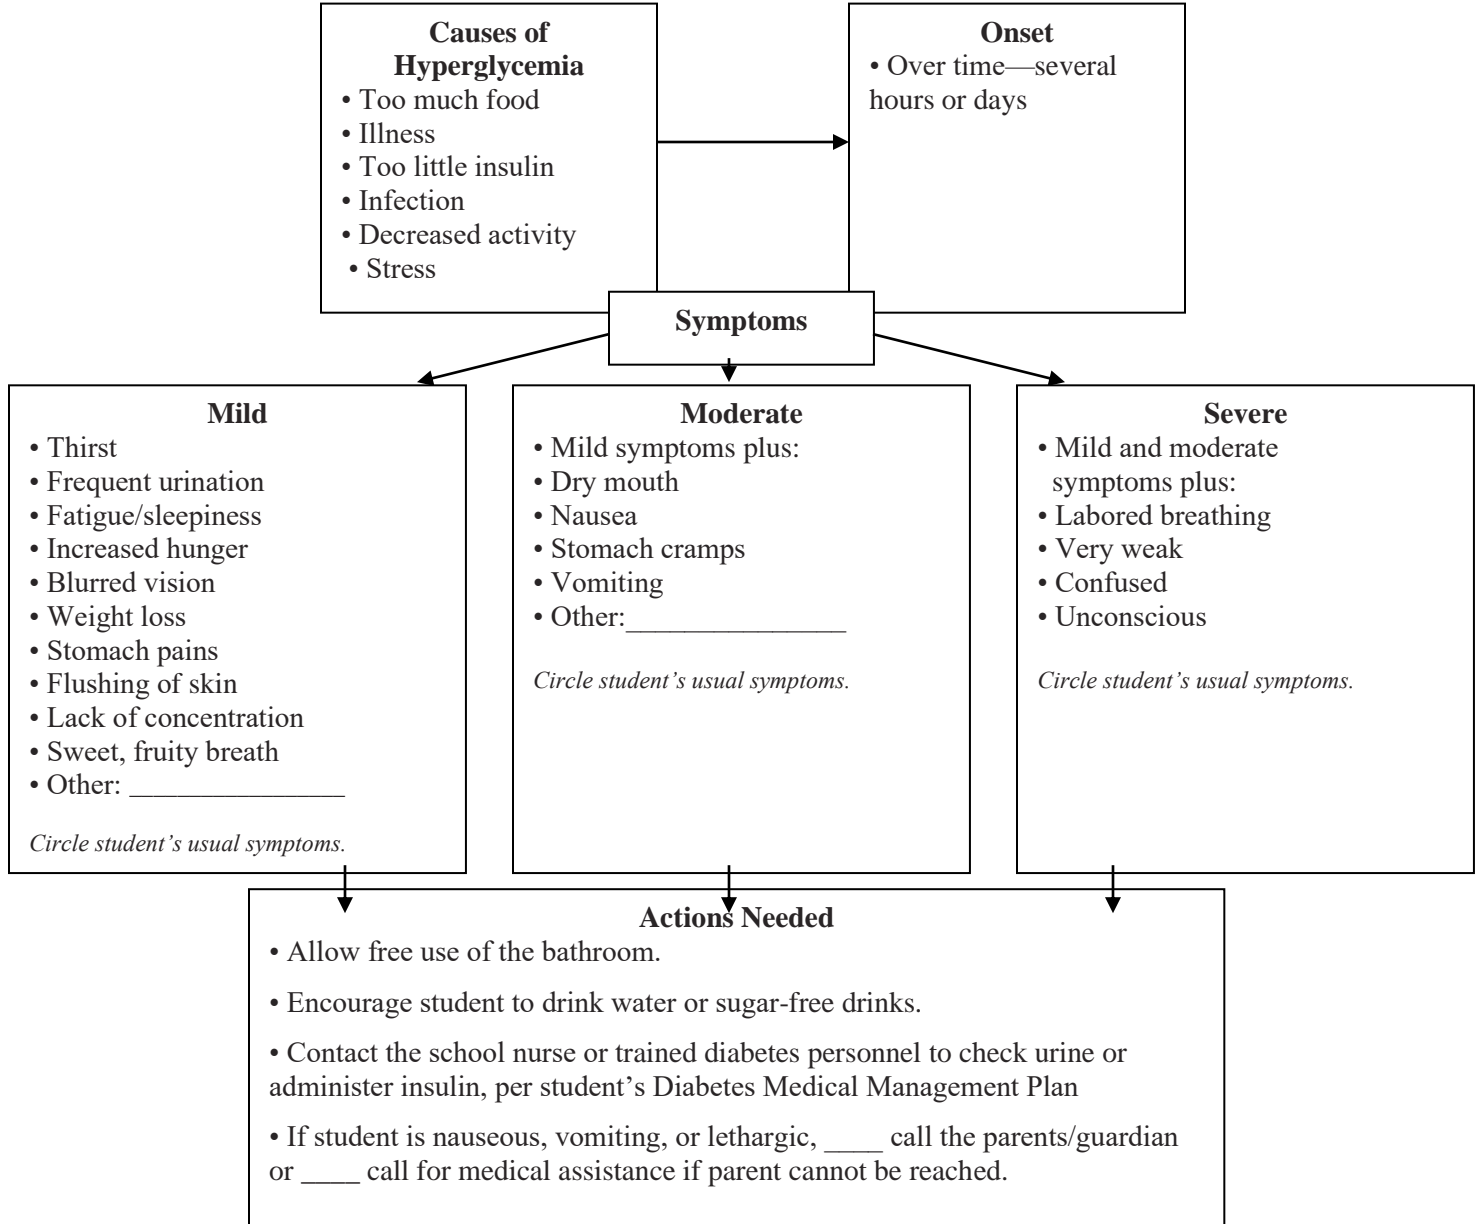 Causes of
Hyperglycemia
• Too much food
• Illness
• Too little insulin
• Infection
• Decreased activity
• Stress
Onset
• Over time—several
hours or days
Symptoms
Mild
• Thirst
• Frequent urination
• Fatigue/sleepiness
• Increased hunger
• Blurred vision
• Weight loss
• Stomach pains
• Flushing of skin
• Lack of concentration
• Sweet, fruity breath
• Other: _______________
Circle student’s usual symptoms.
Moderate
• Mild symptoms plus:
• Dry mouth
• Nausea
• Stomach cramps
• Vomiting
• Other:_______________
Circle student’s usual symptoms.
Severe
• Mild and moderate
symptoms plus:
• Labored breathing
• Very weak
• Confused
• Unconscious
Circle student’s usual symptoms.
Actions Needed
• Allow free use of the bathroom.
• Encourage student to drink water or sugar-free drinks.
• Contact the school nurse or trained diabetes personnel to check urine or
administer insulin, per student’s Diabetes Medical Management Plan
• If student is nauseous, vomiting, or lethargic, ____ call the parents/guardian
or ____ call for medical assistance if parent cannot be reached.